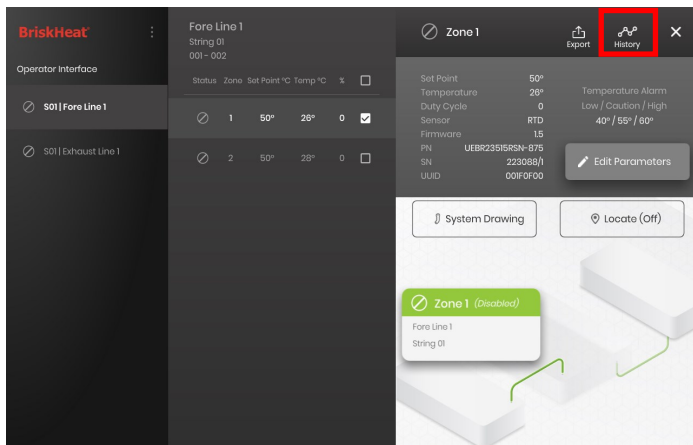 BriskHeat®
Operator Interface
S01 | Fore Line 1
S01 | Exhaust Line 1
Fore Line 1
String 01
001 - 002
Status Zone Set Point °C Temp °C %
1 50° 26° 0
2 50° 28° 0
Zone 1
Export
History
Set Point 50°
Temperature 26°
Duty Cycle 0
Sensor RTD
Firmware 1.5
PN UEBR23515RSN-875
SN 223088/1
UUID 001F0F00
Temperature Alarm
Low / Caution / High
40° / 55° / 60°
Edit Parameters
System Drawing
Locate (Off)
Zone 1 (Disabled)
Fore Line 1
String 01